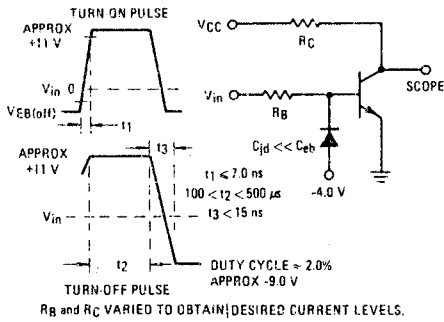 TURN-ON PULSE
APPROX
+11 V
Vin 0
VEB(off)
t1
t3
APPROX
+11 V
Vin
t2
TURN-OFF PULSE
VCC
RC
SCOPE
Vin
RB
Cjd << Ceb
-4.0 V
t1 ≤ 7.0 ns
100 < t2 < 500 μs
t3 < 15 ns
DUTY CYCLE ≈ 2.0%
APPROX -9.0 V
RB and RC VARIED TO OBTAIN DESIRED CURRENT LEVELS.